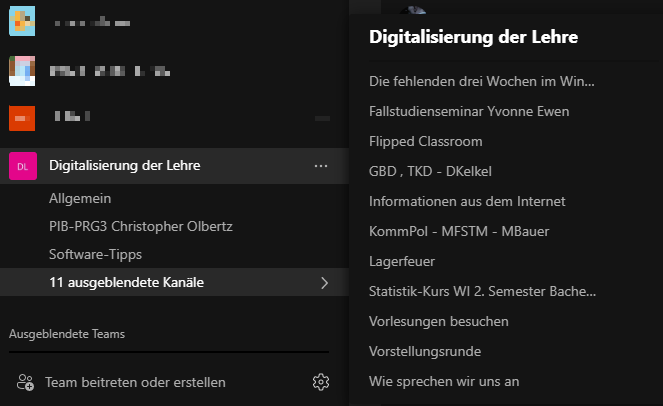 DL
Digitalisierung der Lehre
Allgemein
PIB-PRG3 Christopher Olbertz
Software-Tipps
11 ausgeblendete Kanäle
Ausgeblendete Teams
Team beitreten oder erstellen
Digitalisierung der Lehre
Die fehlenden drei Wochen im Win...
Fallstudienseminar Yvonne Ewen
Flipped Classroom
GBD , TKD - DKelkel
Informationen aus dem Internet
KommPol - MFSTM - MBauer
Lagerfeuer
Statistik-Kurs WI 2. Semester Bache...
Vorlesungen besuchen
Vorstellungsrunde
Wie sprechen wir uns an